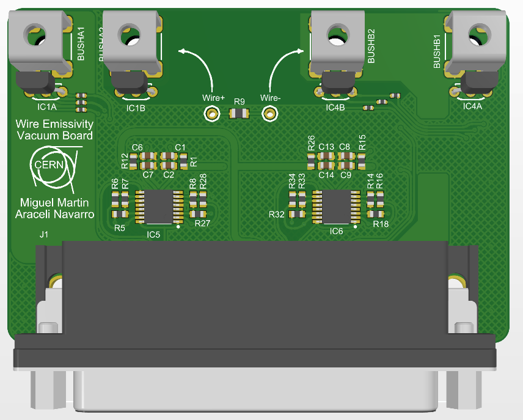 BUSHA1
BUSHA2
BUSHB2
BUSHB1
IC1A
IC1B
Wire+
R9
Wire-
IC4B
IC4A
Wire Emissivity
Vacuum Board
CERN
Miguel Martin
Araceli Navarro
J1
C6
C1
R12
R1
C7
C2
R6
R7
R8
R28
R5
R27
IC5
R26
C13
C8
R15
C14
C9
R34
R33
R14
R16
R32
R18
IC6